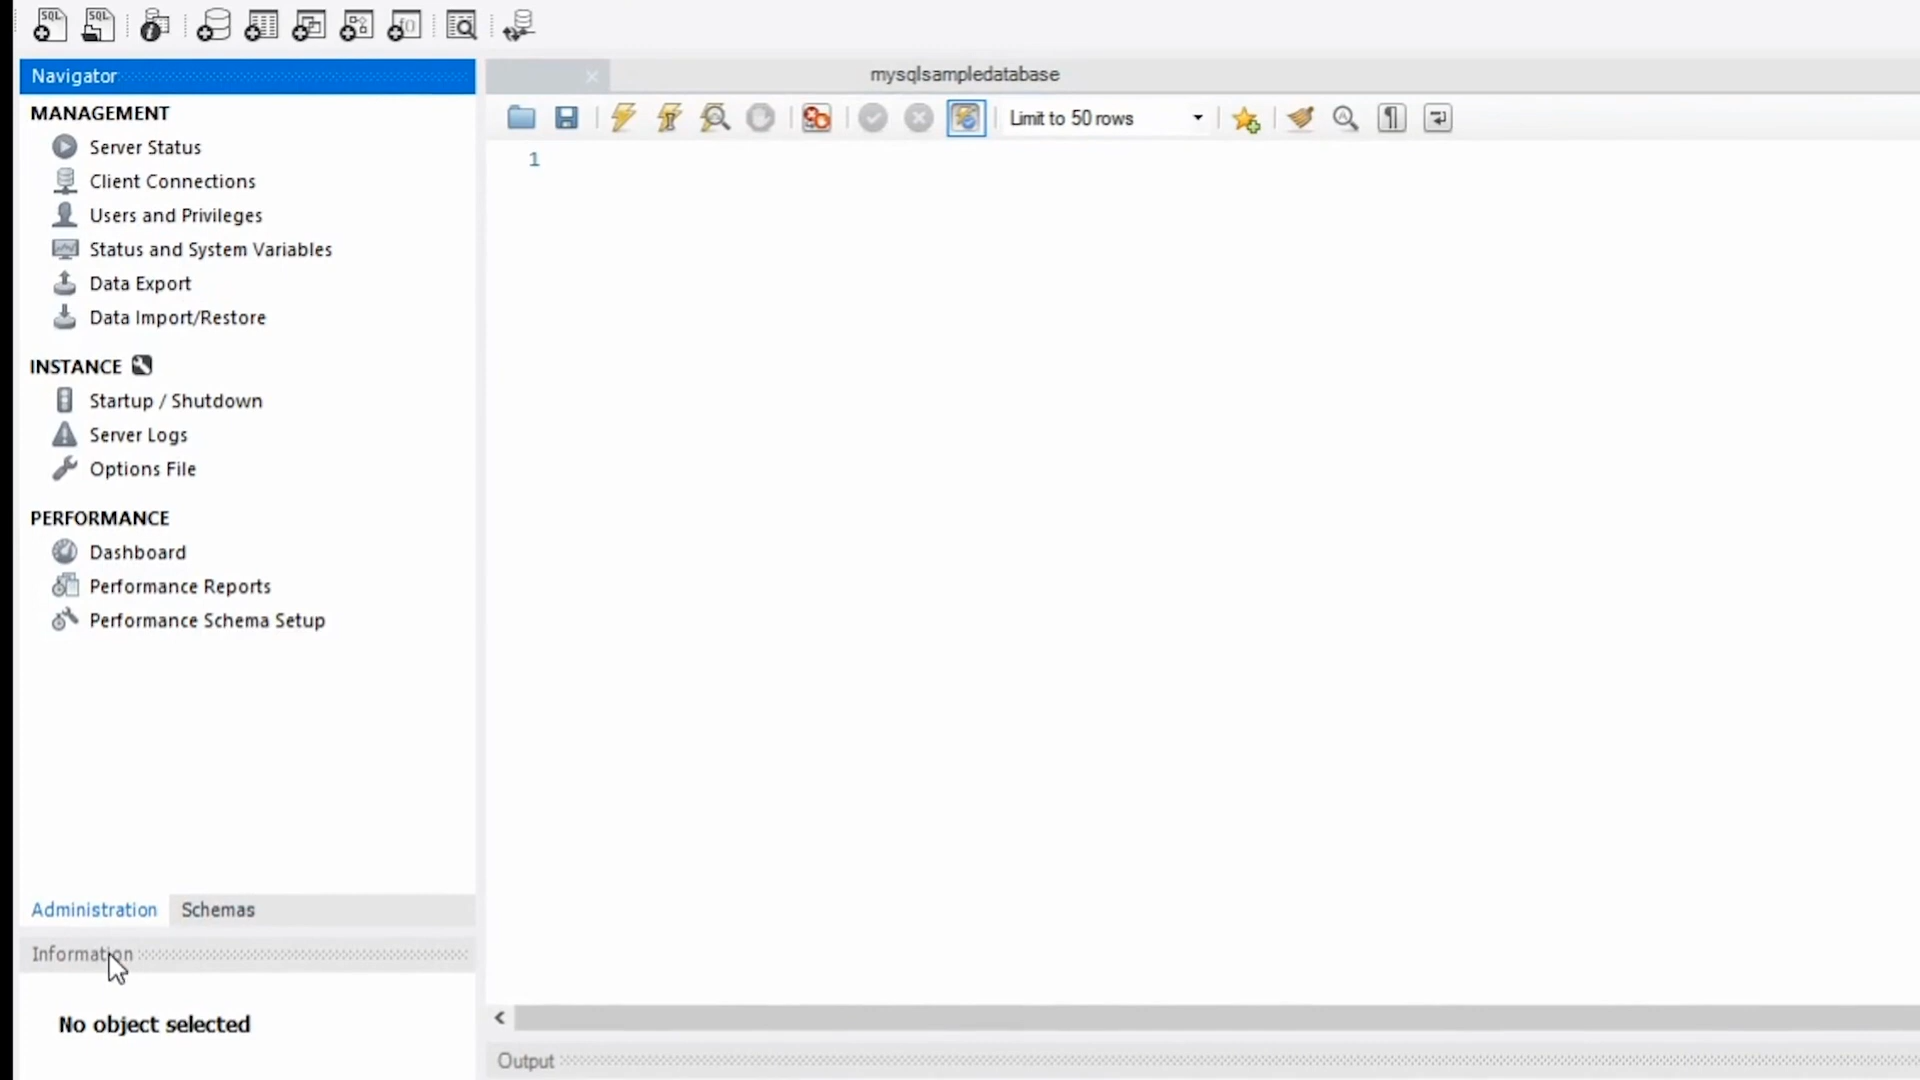 SQL SQL
Navigator
mysqlsampledatabase
MANAGEMENT
Limit to 50 rows
Server Status
1
Client Connections
Users and Privileges
Status and System Variables
Data Export
Data Import/Restore
INSTANCE
Startup / Shutdown
Server Logs
Options File
PERFORMANCE
Dashboard
Performance Reports
Performance Schema Setup
Administration Schemas
Information
No object selected
Output